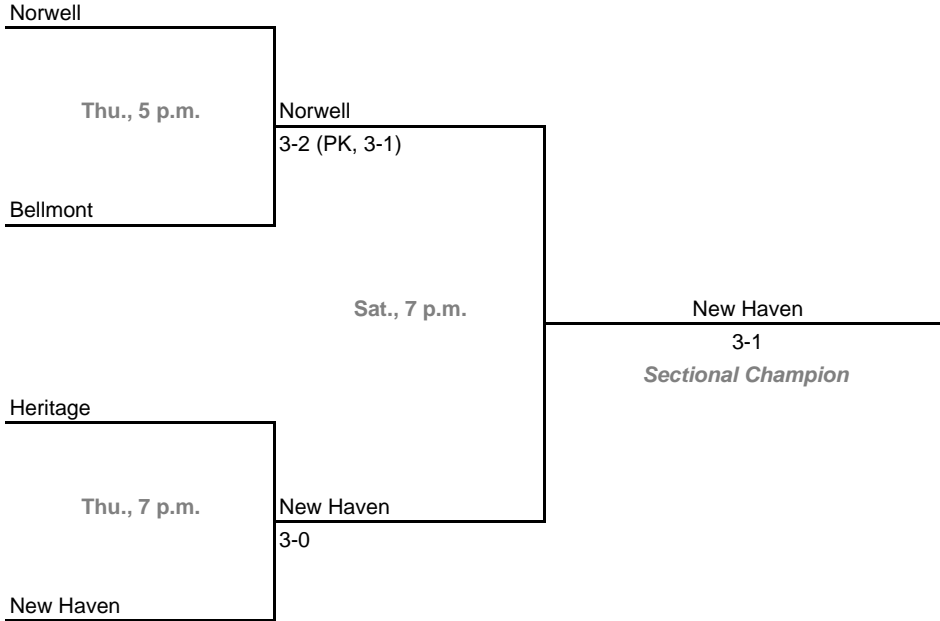 Norwell
Thu., 5 p.m.
Norwell
3-2 (PK, 3-1)
Bellmont
Sat., 7 p.m.
New Haven
3-1
Sectional Champion
Heritage
Thu., 7 p.m.
New Haven
3-0
New Haven